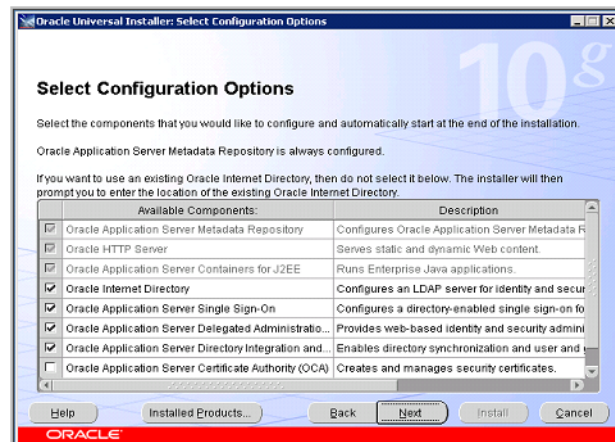 Oracle Universal Installer: Select Configuration Options
10g
Select Configuration Options
Select the components that you would like to configure and automatically start at the end of the installation.
Oracle Application Server Metadata Repository is always configured.
If you want to use an existing Oracle Internet Directory, then do not select it below. The installer will then
prompt you to enter the location of the existing Oracle Internet Directory.
Available Components: Description
Oracle Application Server Metadata Repository Configures Oracle Application Server Metadata R
Oracle HTTP Server Serves static and dynamic Web content.
Oracle Application Server Containers for J2EE Runs Enterprise Java applications.
Oracle Internet Directory Configures an LDAP server for identity and secur
Oracle Application Server Single Sign-On Configures a directory-enabled single sign-on fo
Oracle Application Server Delegated Administratio... Provides web-based identity and security admini
Oracle Application Server Directory Integration and... Enables directory synchronization and user and
Oracle Application Server Certificate Authority (OCA) Creates and manages security certificates.
Help Installed Products... Back Next Install Cancel
ORACLE